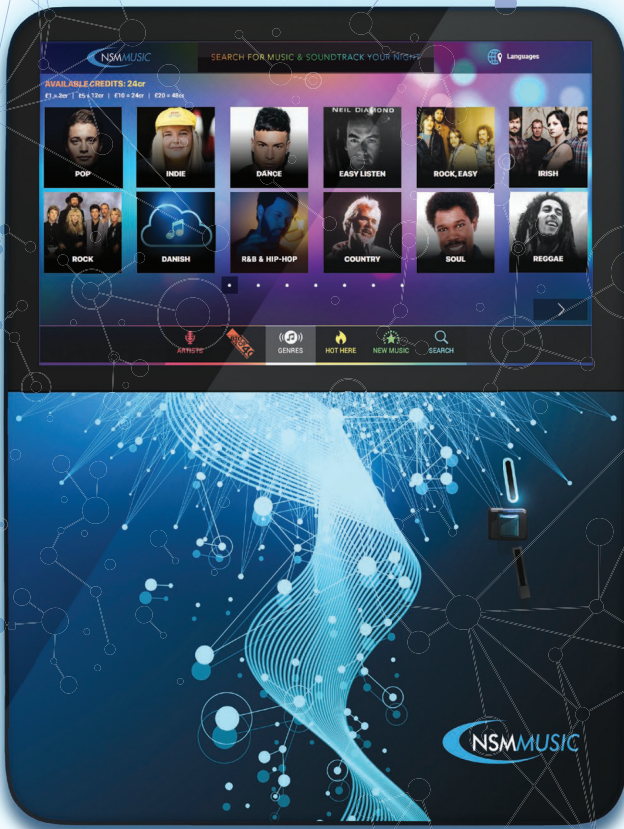 NSMMUSIC
SEARCH FOR MUSIC & SOUNDTRACK YOUR NIGHT
Languages
AVAILABLE CREDITS: 24cr
£1 = 2cr | £5 = 12cr | £10 = 24cr | £20 = 48cr
NEIL DIAMOND
POP
INDIE
DANCE
EASY LISTEN
ROCK, EASY
IRISH
ROCK
DANISH
R&B & HIP-HOP
COUNTRY
SOUL
REGGAE
ARTISTS
GENRES
HOT HERE
NEW MUSIC
SEARCH
NSMMUSIC